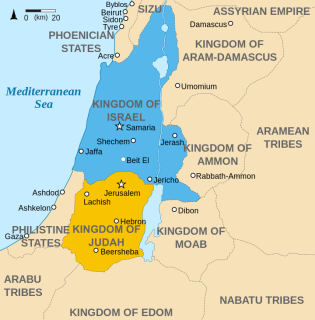 Byblos
SIZU
ASSYRIAN EMPIRE
0 (km) 20
Beirut
Sidon
Tyre
Damascus
PHOENICIAN
STATES
KINGDOM OF
ARAM-DAMASCUS
Acre
Mediterranean
Sea
Umomium
KINGDOM OF
ISRAEL
Samaria
ARAMEAN
TRIBES
Shechem
Jerash
Jaffa
KINGDOM OF
AMMON
Beit El
Rabbath-Ammon
Jericho
Ashdod
Jerusalem
Lachish
Ashkelon
Dibon
Hebron
PHILISTINE
STATES
Gaza
KINGDOM OF
JUDAH
KINGDOM OF
MOAB
Beersheba
ARABU
TRIBES
NABATU TRIBES
KINGDOM OF EDOM